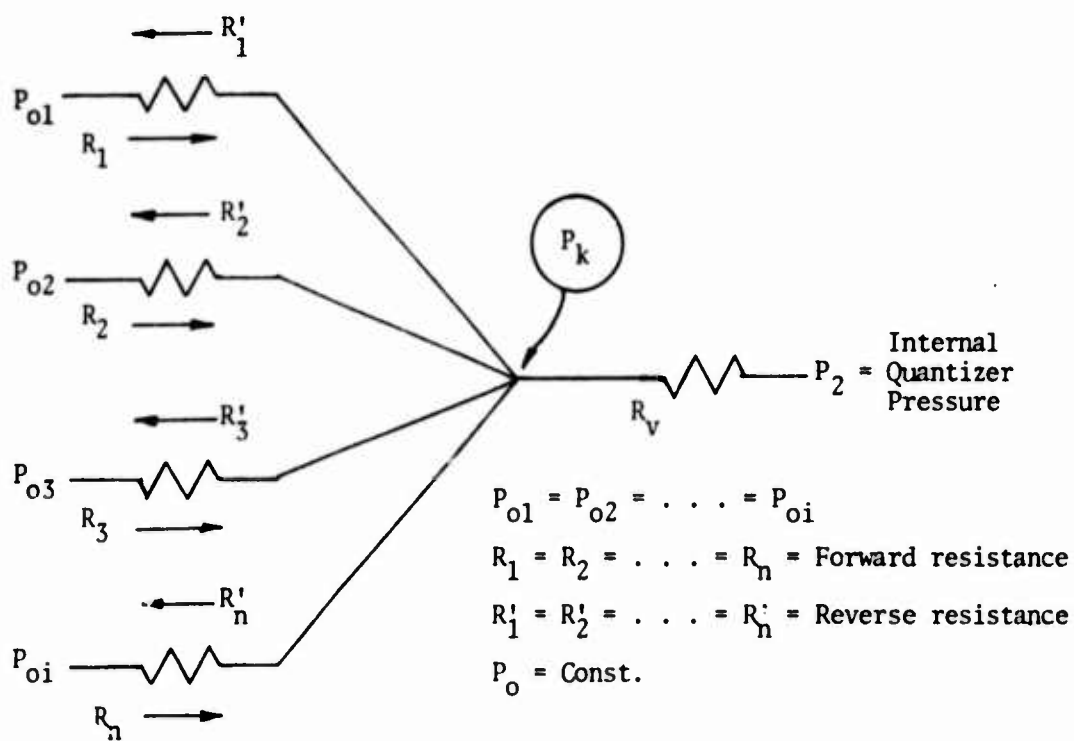 R'₁
Pₒ₁
R₁
R'₂
Pₒ₂
R₂
Pₖ
P₂ = Internal Quantizer Pressure
Rᵥ
R'₃
Pₒ₃
R₃
R'ₙ
Pₒᵢ
Rₙ
Pₒ₁ = Pₒ₂ = . . . = Pₒᵢ
R₁ = R₂ = . . . = Rₙ = Forward resistance
R'₁ = R'₂ = . . . = R'ₙ = Reverse resistance
Pₒ = Const.